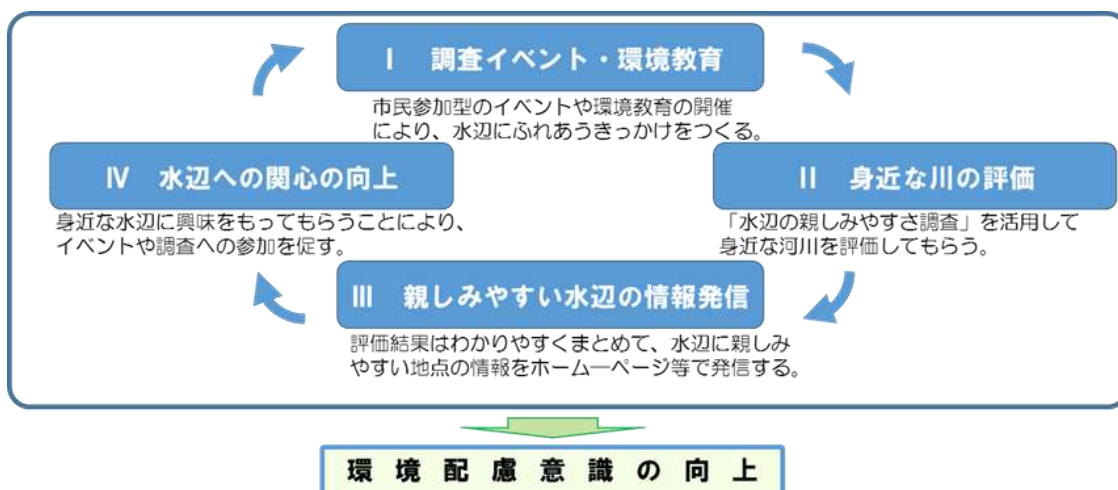 Ⅰ 調査イベント・環境教育
市民参加型のイベントや環境教育の開催
により、水辺にふれあうきっかけをつくる。
Ⅱ 身近な川の評価
「水辺の親しみやすさ調査」を活用して
身近な河川を評価してもらう。
Ⅲ 親しみやすい水辺の情報発信
評価結果はわかりやすくまとめて、水辺に親しみ
やすい地点の情報をホーム―ページ等で発信する。
Ⅳ 水辺への関心の向上
身近な水辺に興味をもってもらうことにより、
イベントや調査への参加を促す。
環境配慮意識の向上